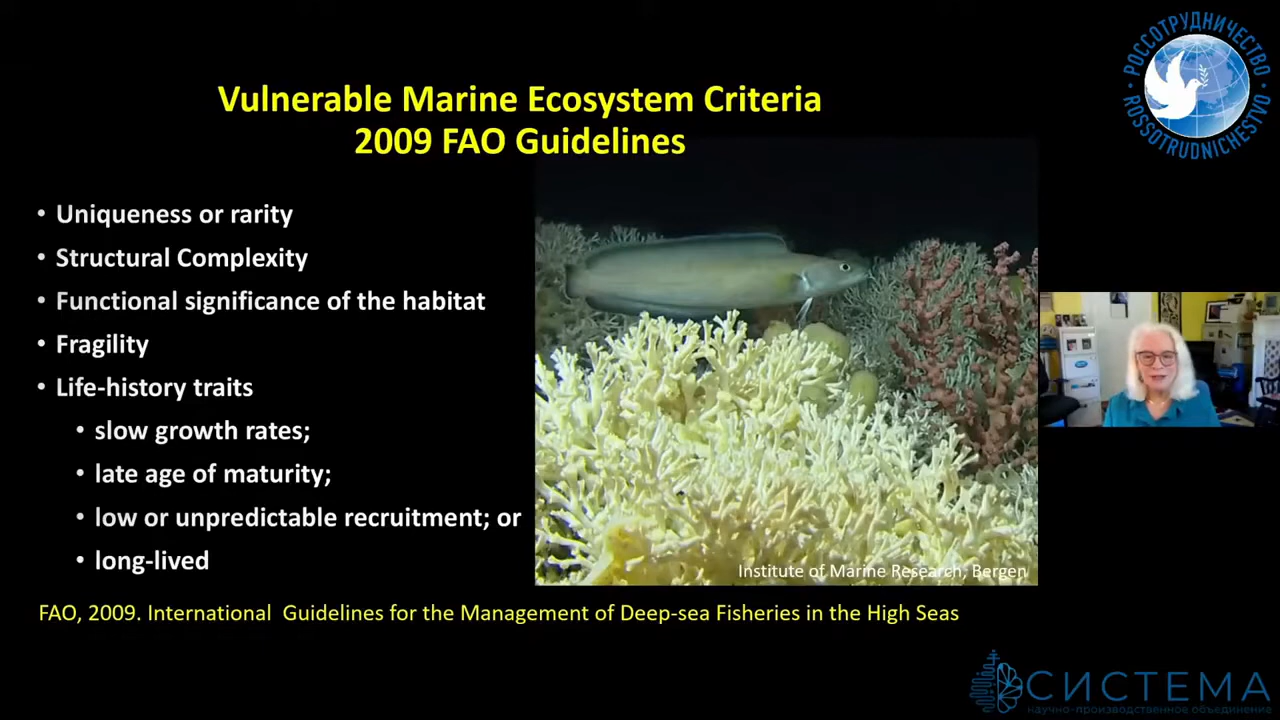 Vulnerable Marine Ecosystem Criteria
2009 FAO Guidelines
• Uniqueness or rarity
• Structural Complexity
• Functional significance of the habitat
• Fragility
• Life-history traits
• slow growth rates;
• late age of maturity;
• low or unpredictable recruitment; or
• long-lived
Institute of Marine Research, Bergen
FAO, 2009. International Guidelines for the Management of Deep-sea Fisheries in the High Seas
РОССОТРУДНИЧЕСТВО
ROSSOTRUDNICHESTVO
СИСТЕМА
научно-производственное объединение